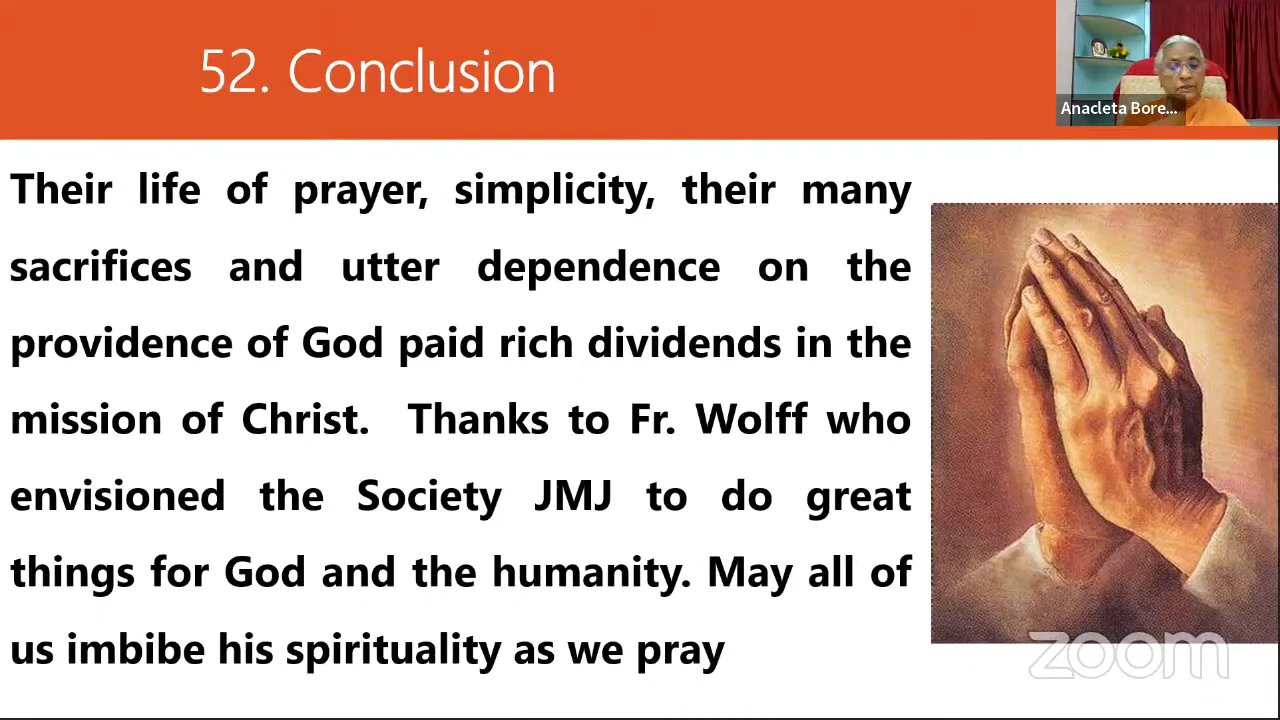 52. Conclusion
Anacleta Bore...
Their life of prayer, simplicity, their many
sacrifices and utter dependence on the
providence of God paid rich dividends in the
mission of Christ. Thanks to Fr. Wolff who
envisioned the Society JMJ to do great
things for God and the humanity. May all of
us imbibe his spirituality as we pray
zoom